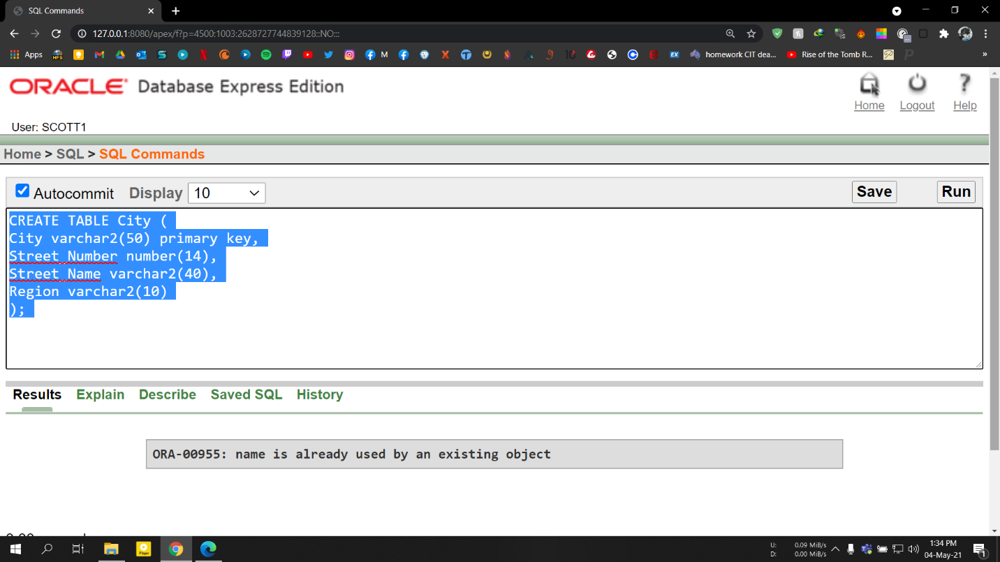 SQL Commands
127.0.0.1:8080/apex/f?p=4500:1003:2628727744839128::NO:::
Apps
M
homework CIT dea...
Rise of the Tomb R...
»
ORACLE® Database Express Edition
Home Logout Help
User: SCOTT1
Home > SQL > SQL Commands
Autocommit Display 10
Save Run
CREATE TABLE City (
City varchar2(50) primary key,
Street_Number number(14),
Street_Name varchar2(40),
Region varchar2(10)
);
Results Explain Describe Saved SQL History
ORA-00955: name is already used by an existing object
U: 0.09 MiB/s
D: 0.00 MiB/s
1:34 PM
04-May-21